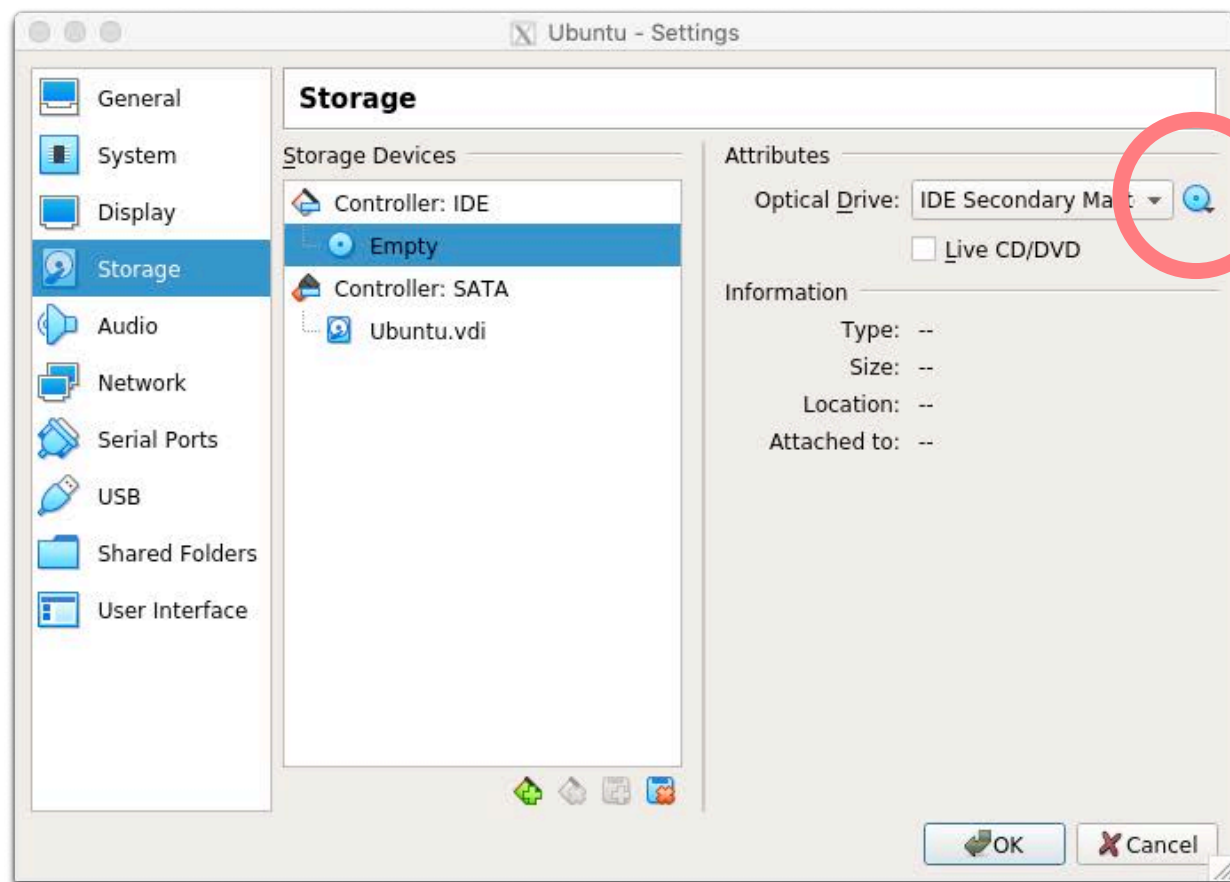 Ubuntu - Settings
General
System
Display
Storage
Audio
Network
Serial Ports
USB
Shared Folders
User Interface
Storage
Storage Devices
Controller: IDE
Empty
Controller: SATA
Ubuntu.vdi
Attributes
Optical Drive: IDE Secondary
Live CD/DVD
Information
Type: --
Size: --
Location: --
Attached to: --
OK
Cancel